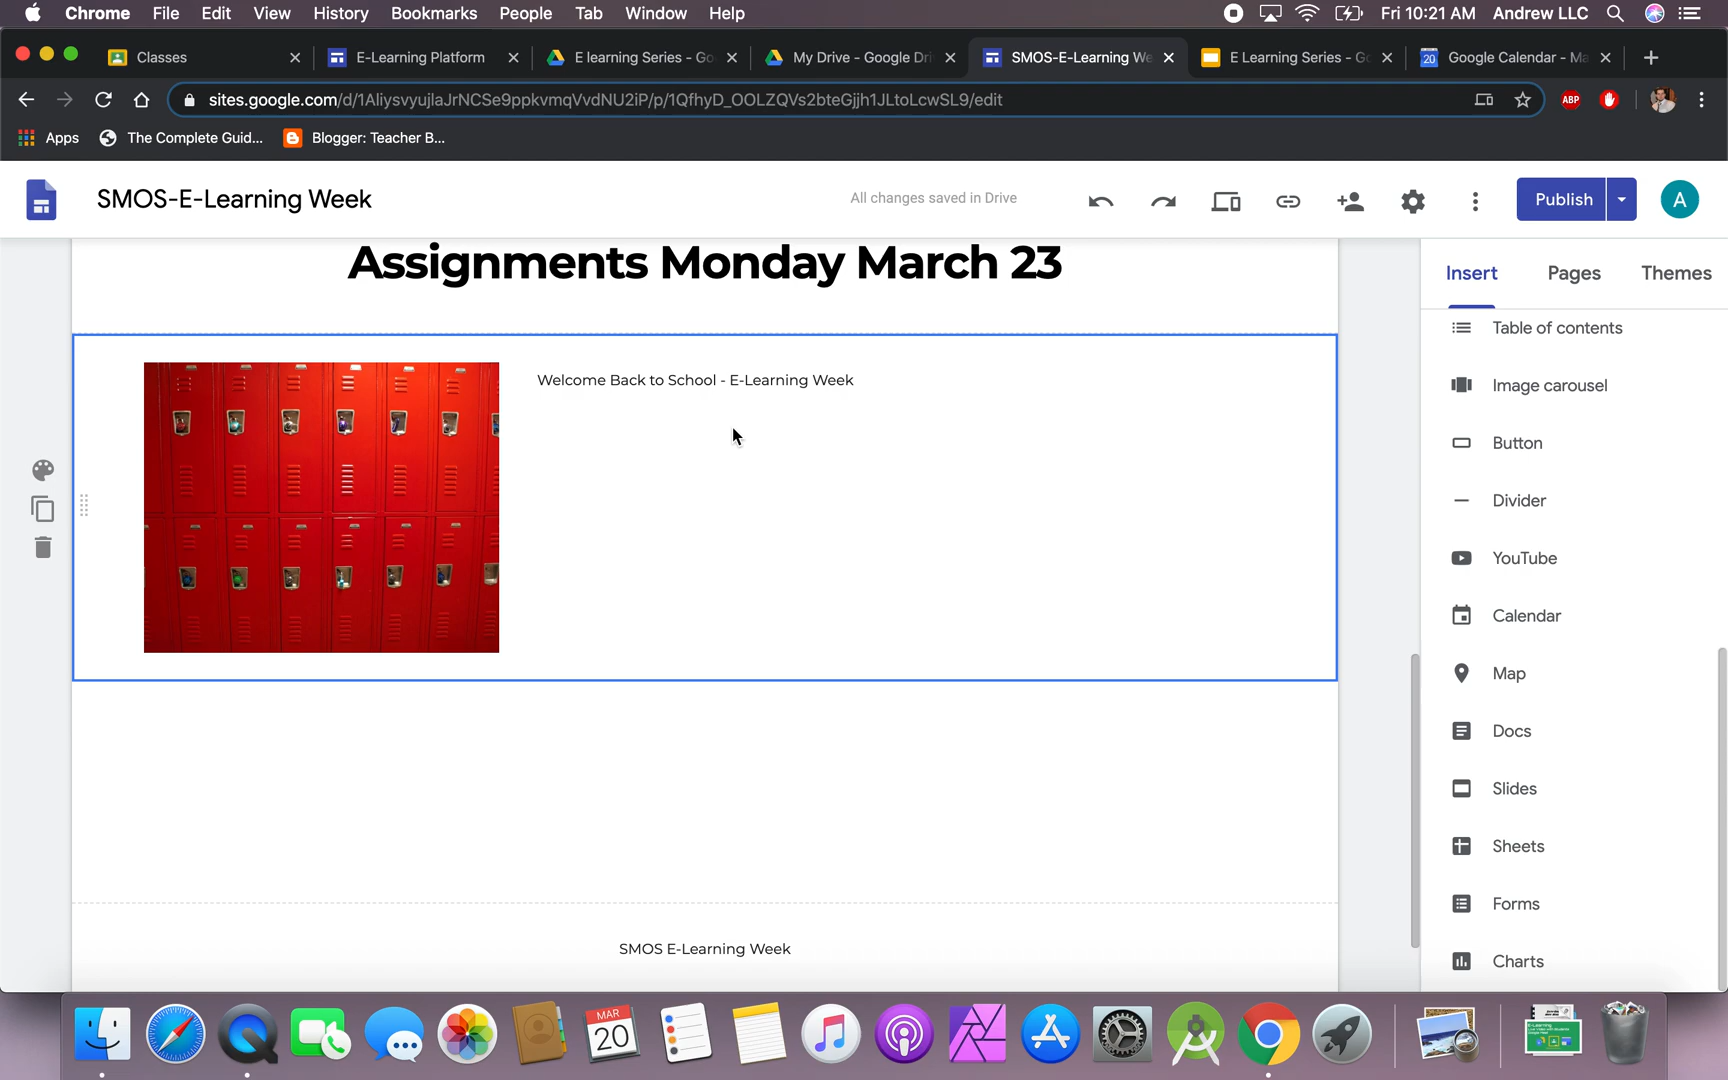 Chrome File Edit View History Bookmarks People Tab Window Help Fri 10:21 AM Andrew LLC
Classes E-Learning Platform E learning Series - Go My Drive - Google Dri SMOS-E-Learning We E Learning Series - Go 20 Google Calendar - Ma
sites.google.com/d/1AliysvyujlaJrNCSe9ppkvmqVvdNU2iP/p/1QfhyD_OOLZQVs2bteGjjh1JLtoLcwSL9/edit ABP
Apps The Complete Guid... Blogger: Teacher B...
SMOS-E-Learning Week All changes saved in Drive Publish A
Assignments Monday March 23
Insert Pages Themes
Table of contents
Welcome Back to School - E-Learning Week
Image carousel
Button
Divider
YouTube
Calendar
Map
Docs
Slides
Sheets
Forms
SMOS E-Learning Week
Charts
MAR
20